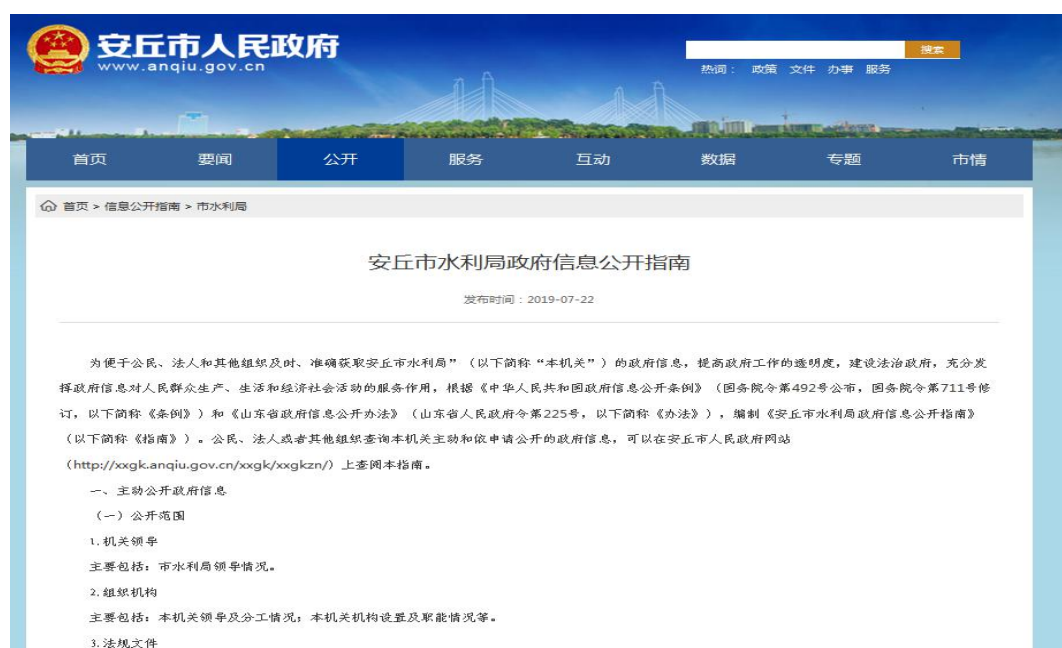 安丘市人民政府
www.anqiu.gov.cn
搜索
热词： 政策 文件 办事 服务
首页 要闻 公开 服务 互动 数据 专题 市情
首页 > 信息公开指南 > 市水利局
安丘市水利局政府信息公开指南
发布时间：2019-07-22
为便于公民、法人和其他组织及时、准确获取安丘市水利局”（以下简称“本机关”）的政府信息，提高政府工作的透明度，建设法治政府，充分发
挥政府信息对人民群众生产、生活和经济社会活动的服务作用，根据《中华人民共和国政府信息公开条例》（国务院令第492号公布，国务院令第711号修
订，以下简称《条例》）和《山东省政府信息公开办法》（山东省人民政府令第225号，以下简称《办法》），编制《安丘市水利局政府信息公开指南》
（以下简称《指南》）。公民、法人或者其他组织查询本机关主动和依申请公开的政府信息，可以在安丘市人民政府网站
（http://xxgk.anqiu.gov.cn/xxgk/xxgkzn/）上查阅本指南。
一、主动公开政府信息
（一）公开范围
1.机关领导
主要包括：市水利局领导情况。
2.组织机构
主要包括：本机关领导及分工情况；本机关机构设置及职能情况等。
3.法规文件